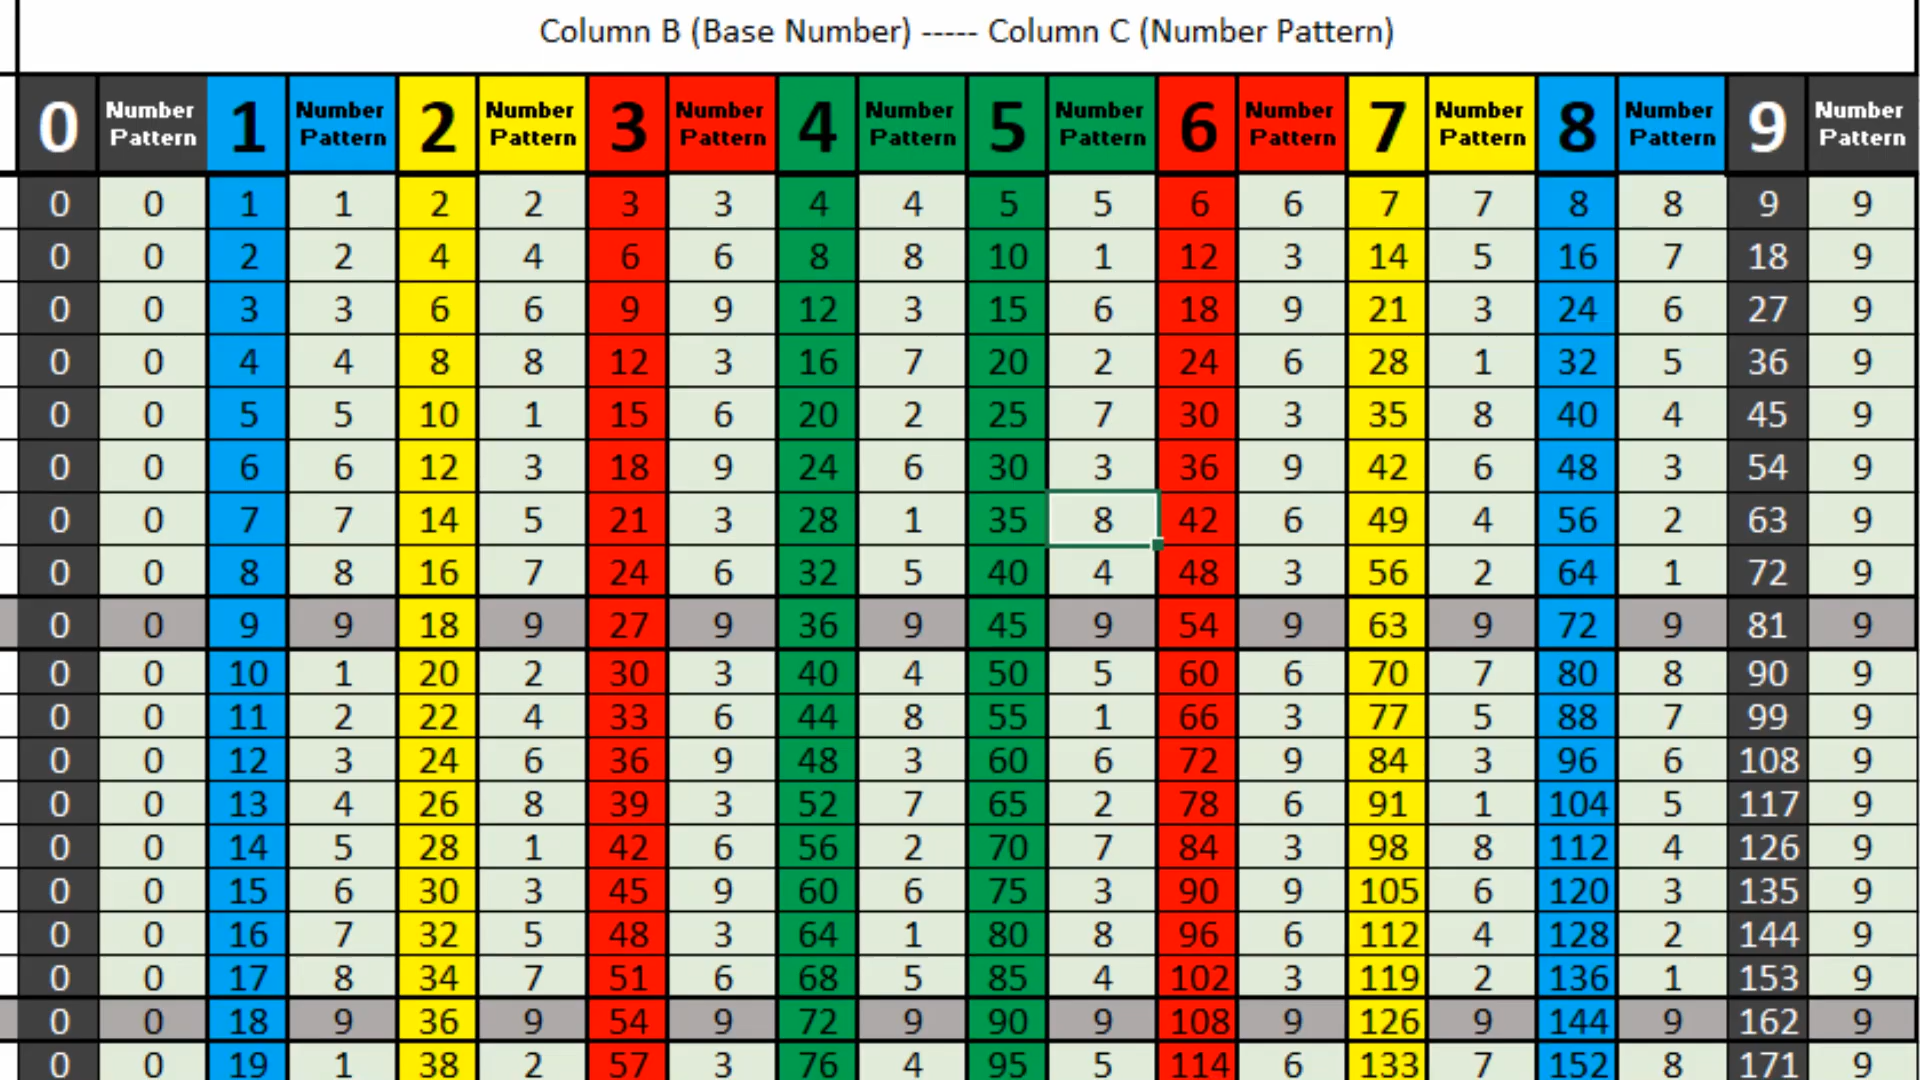 Column B (Base Number) ----- Column C (Number Pattern)
0 Number Pattern 1 Number Pattern 2 Number Pattern 3 Number Pattern 4 Number Pattern 5 Number Pattern 6 Number Pattern 7 Number Pattern 8 Number Pattern 9 Number Pattern
0 0 1 1 2 2 3 3 4 4 5 5 6 6 7 7 8 8 9 9
0 0 2 2 4 4 6 6 8 8 10 1 12 3 14 5 16 7 18 9
0 0 3 3 6 6 9 9 12 3 15 6 18 9 21 3 24 6 27 9
0 0 4 4 8 8 12 3 16 7 20 2 24 6 28 1 32 5 36 9
0 0 5 5 10 1 15 6 20 2 25 7 30 3 35 8 40 4 45 9
0 0 6 6 12 3 18 9 24 6 30 3 36 9 42 6 48 3 54 9
0 0 7 7 14 5 21 3 28 1 35 8 42 6 49 4 56 2 63 9
0 0 8 8 16 7 24 6 32 5 40 4 48 3 56 2 64 1 72 9
0 0 9 9 18 9 27 9 36 9 45 9 54 9 63 9 72 9 81 9
0 0 10 1 20 2 30 3 40 4 50 5 60 6 70 7 80 8 90 9
0 0 11 2 22 4 33 6 44 8 55 1 66 3 77 5 88 7 99 9
0 0 12 3 24 6 36 9 48 3 60 6 72 9 84 3 96 6 108 9
0 0 13 4 26 8 39 3 52 7 65 2 78 6 91 1 104 5 117 9
0 0 14 5 28 1 42 6 56 2 70 7 84 3 98 8 112 4 126 9
0 0 15 6 30 3 45 9 60 6 75 3 90 9 105 6 120 3 135 9
0 0 16 7 32 5 48 3 64 1 80 8 96 6 112 4 128 2 144 9
0 0 17 8 34 7 51 6 68 5 85 4 102 3 119 2 136 1 153 9
0 0 18 9 36 9 54 9 72 9 90 9 108 9 126 9 144 9 162 9
0 0 19 1 38 2 57 3 76 4 95 5 114 6 133 7 152 8 171 9